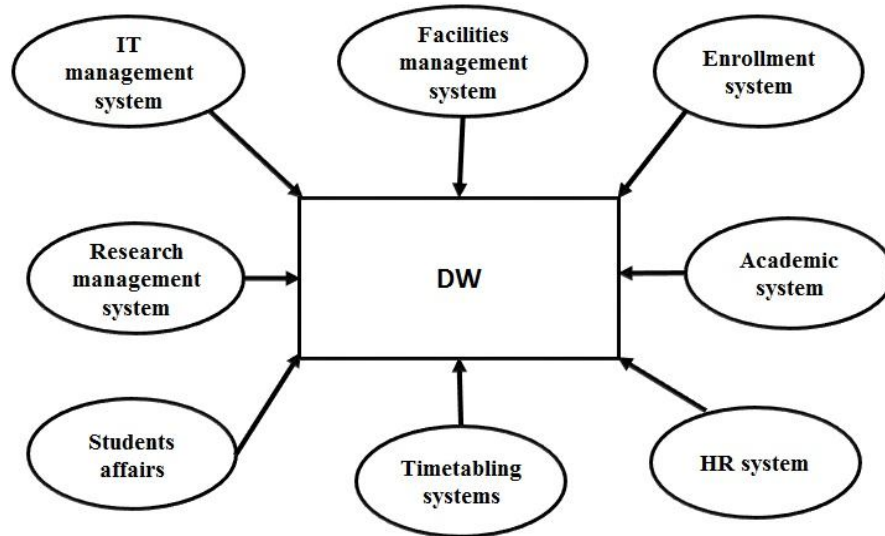 IT
management
system
Facilities
management
system
Enrollment
system
Research
management
system
DW
Academic
system
Students
affairs
Timetabling
systems
HR system